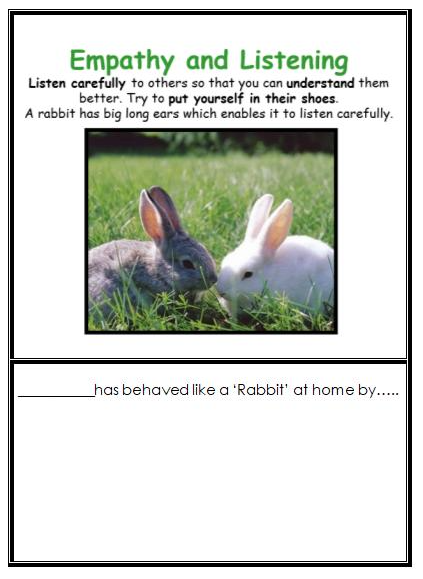 Empathy and Listening
Listen carefully to others so that you can understand them
better. Try to put yourself in their shoes.
A rabbit has big long ears which enables it to listen carefully.
__________has behaved like a ‘Rabbit’ at home by…..